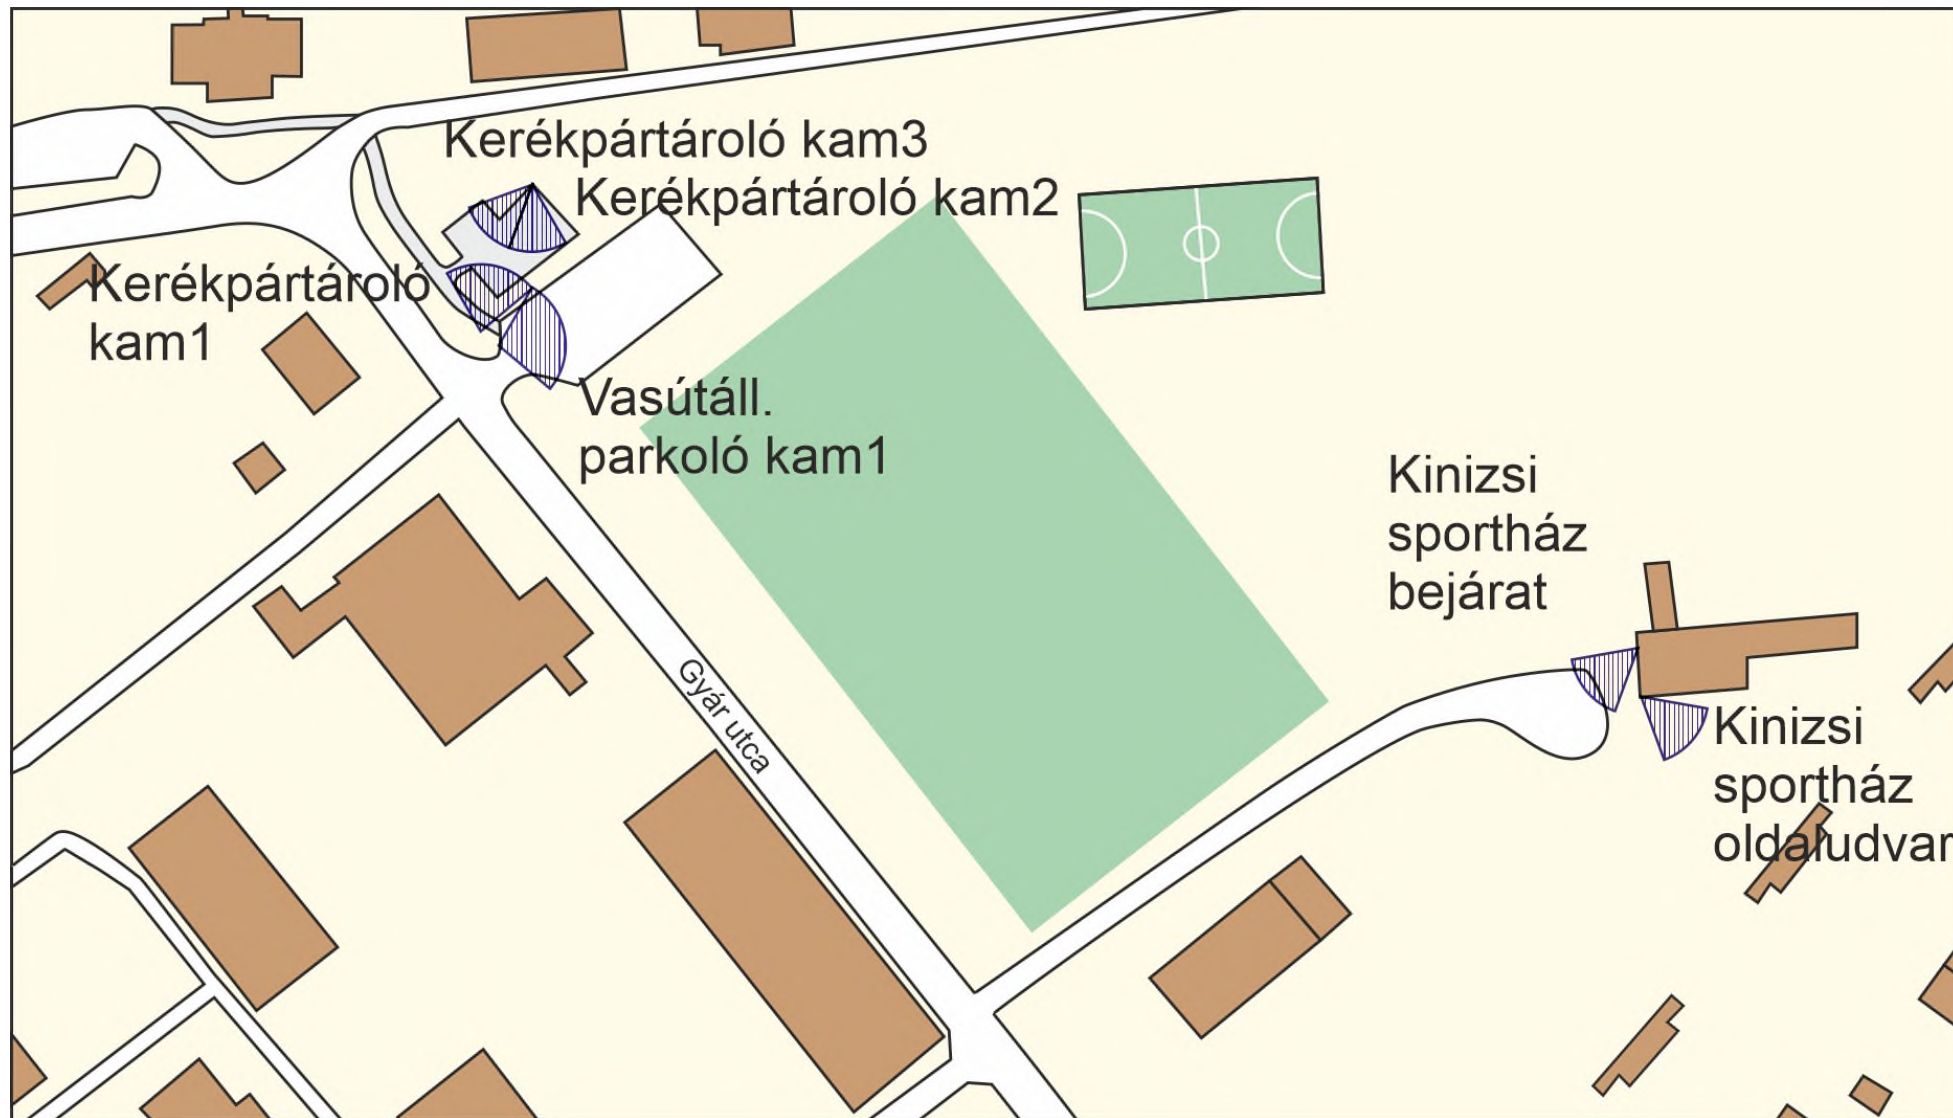 Kerékpártároló kam3
Kerékpártároló kam2
Kerékpártároló
kam1
Vasútáll.
parkoló kam1
Kinizsi
sportház
bejárat
Gyár utca
Kinizsi
sportház
oldaludvar